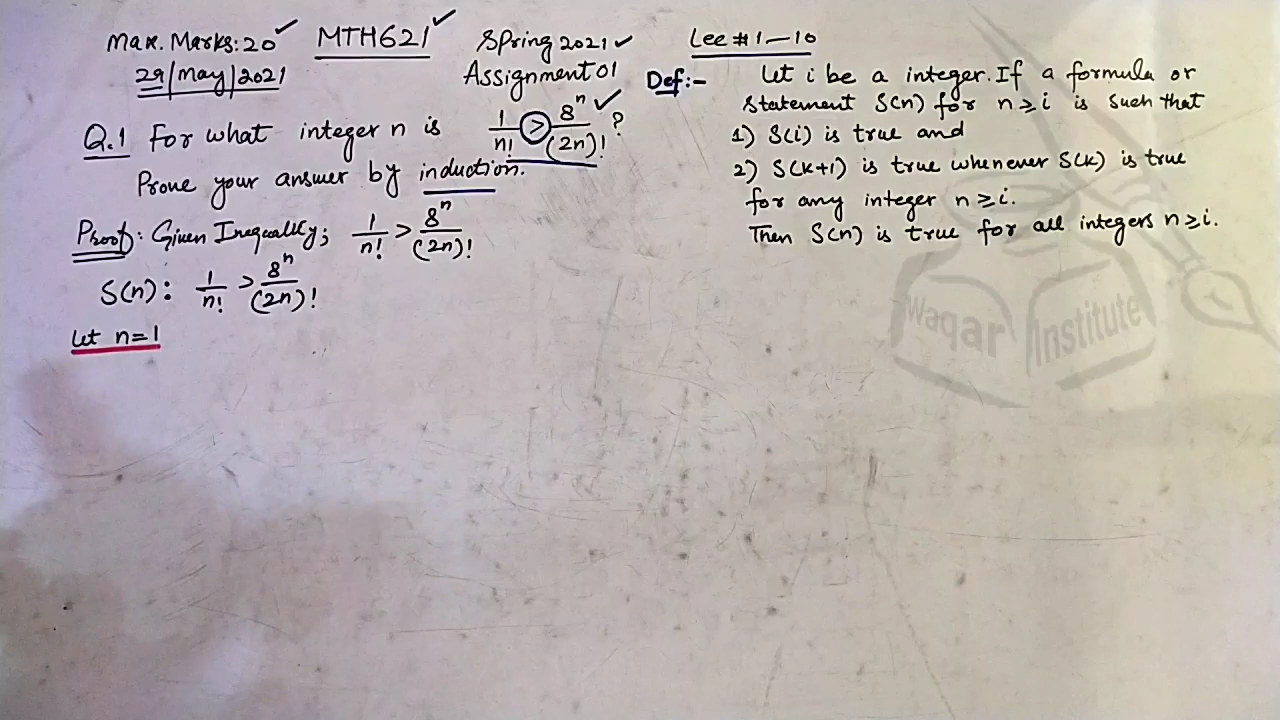 Max. Marks: 20 ✓ MTH621 ✓ Spring 2021 ✓ Lec # 1-10
29/May/2021 Assignment 01
Q.1 For what integer n is 1/n! > 8^n/(2n)! ✓ ?
Prove your answer by induction.
Proof: Given Inequality; 1/n! > 8^n/(2n)!
S(n): 1/n! > 8^n/(2n)!
Let n=1
Def:- Let i be a integer. If a formula or
statement S(n) for n ≥ i is such that
1) S(i) is true and
2) S(k+1) is true whenever S(k) is true
for any integer n ≥ i.
Then S(n) is true for all integers n ≥ i.
Waqar Institute